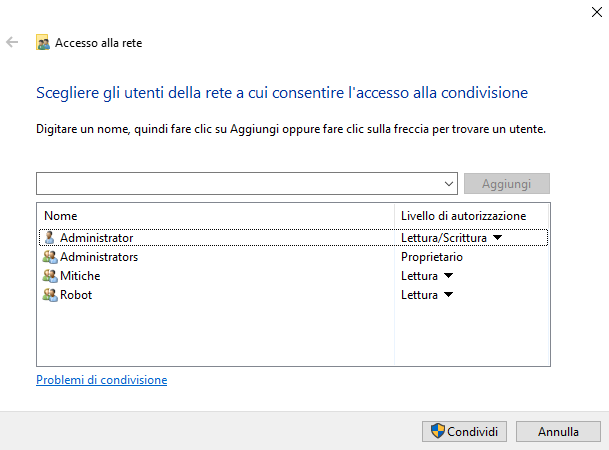 Accesso alla rete
Scegliere gli utenti della rete a cui consentire l'accesso alla condivisione
Digitare un nome, quindi fare clic su Aggiungi oppure fare clic sulla freccia per trovare un utente.
Aggiungi
Nome Livello di autorizzazione
Administrator Lettura/Scrittura
Administrators Proprietario
Mitiche Lettura
Robot Lettura
Problemi di condivisione
Condividi Annulla